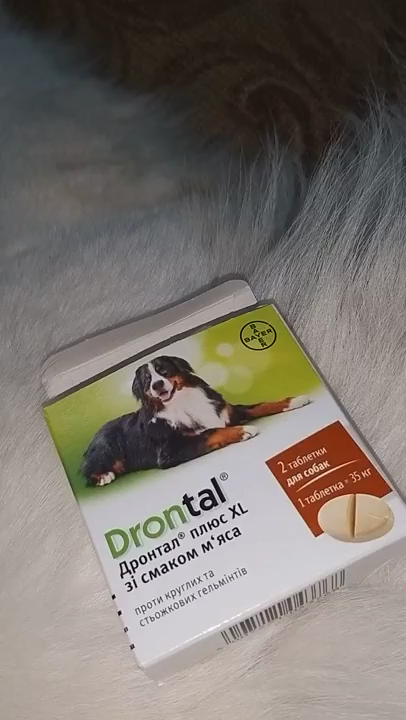 BAYER
BAYER
2 таблетки
для собак
1 таблетка = 35 кг
Drontal®
Дронтал® плюс XL
зі смаком м'яса
проти круглих та
стьожкових гельмінтів